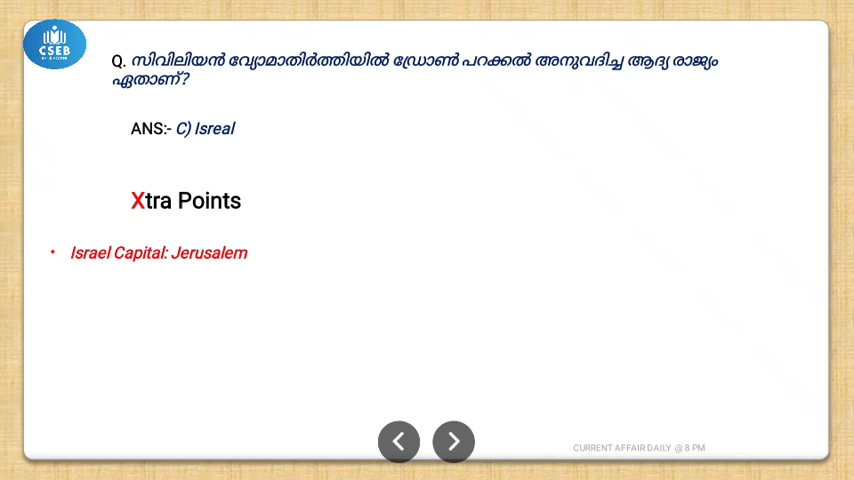 CSEB
Q. സിവിലിയൻ വ്യോമാതിർത്തിയിൽ ഡ്രോൺ പറക്കൽ അനുവദിച്ച ആദ്യ രാജ്യം
ഏതാണ്?
ANS:- C) Isreal
Xtra Points
• Israel Capital: Jerusalem
CURRENT AFFAIR DAILY @ 8 PM